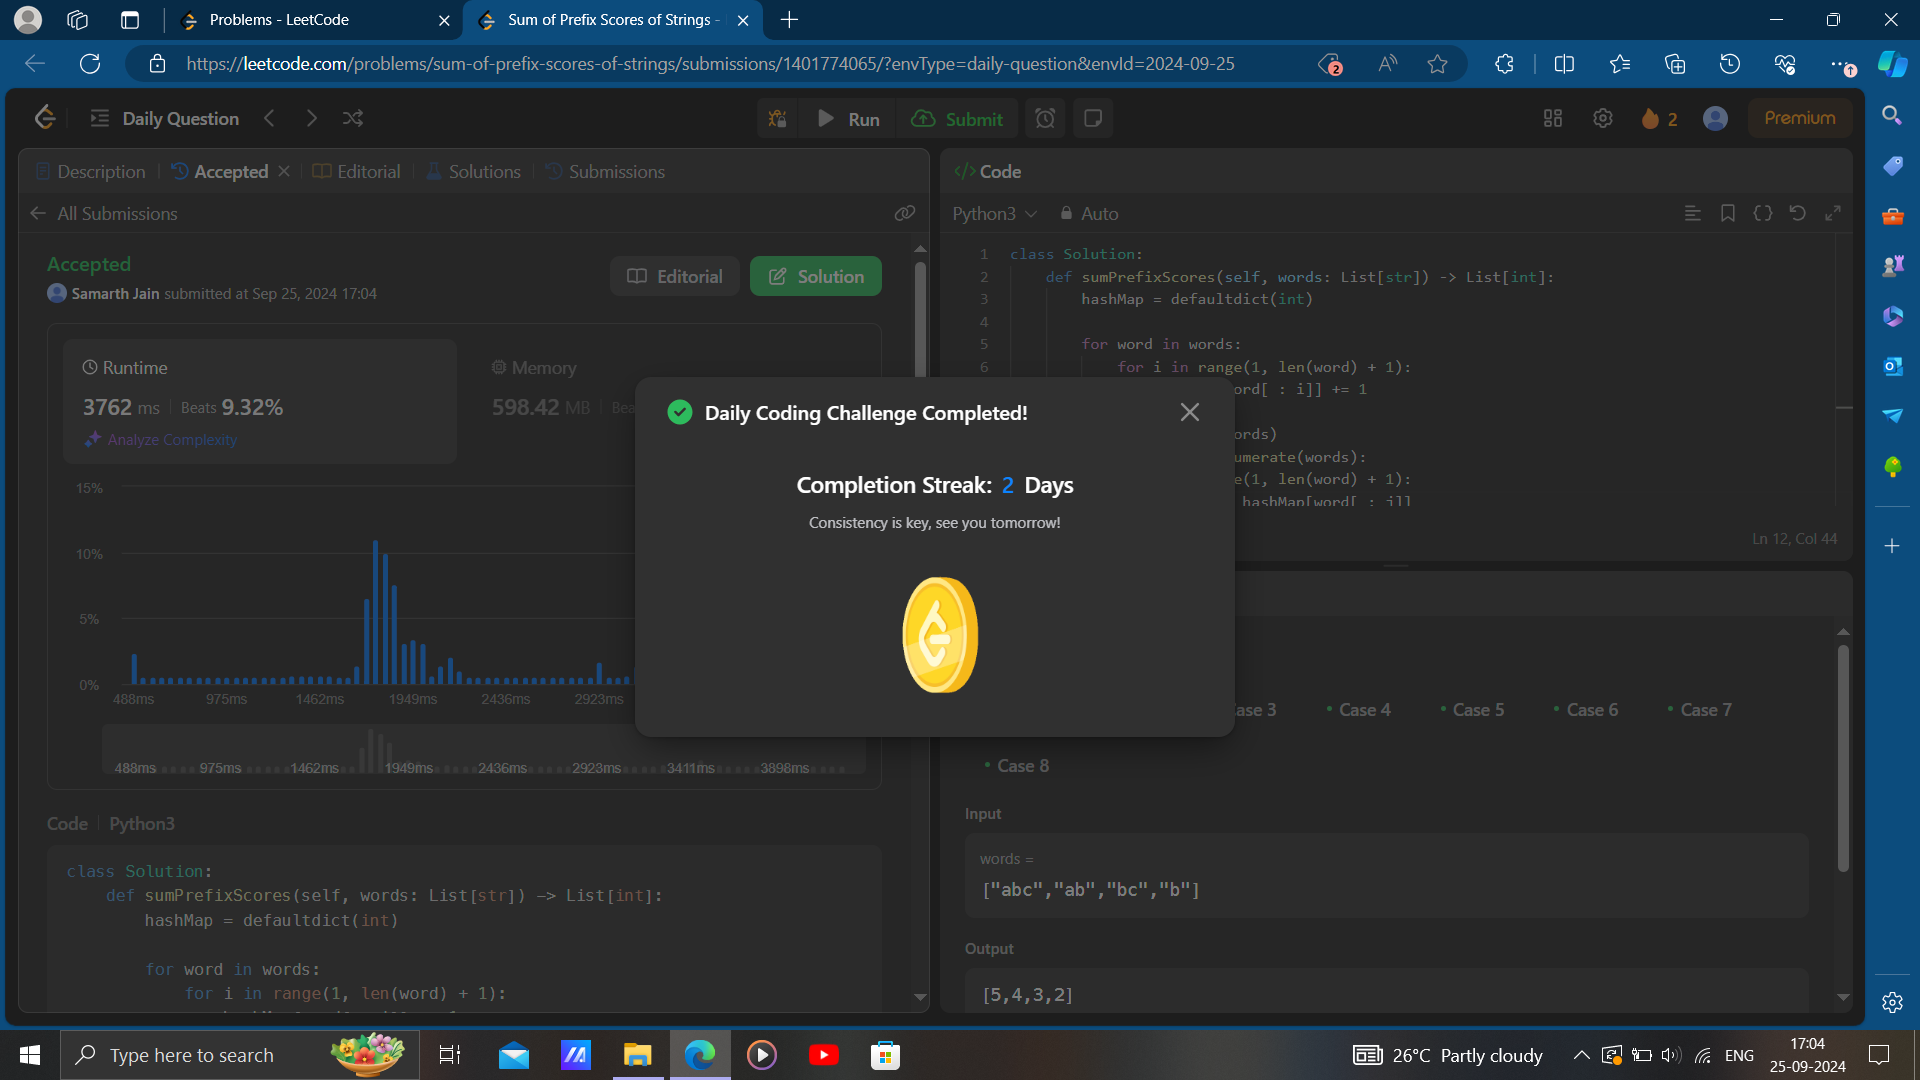 Problems - LeetCode
Sum of Prefix Scores of Strings -
https://leetcode.com/problems/sum-of-prefix-scores-of-strings/submissions/1401774065/?envType=daily-question&envId=2024-09-25
2
Daily Question
Run
Submit
2
Premium
Description
Accepted
Editorial
Solutions
Submissions
All Submissions
Accepted
Samarth Jain submitted at Sep 25, 2024 17:04
Editorial
Solution
Runtime
3762 ms | Beats 9.32%
Analyze Complexity
Memory
598.42 MB | Bea
15%
10%
5%
0%
488ms 975ms 1462ms 1949ms 2436ms 2923ms
488ms 975ms 1462ms 1949ms 2436ms 2923ms 3411ms 3898ms
Code | Python3
class Solution:
def sumPrefixScores(self, words: List[str]) -> List[int]:
hashMap = defaultdict(int)
for word in words:
for i in range(1, len(word) + 1):
</> Code
Python3
Auto
1 class Solution:
2 def sumPrefixScores(self, words: List[str]) -> List[int]:
3 hashMap = defaultdict(int)
4
5 for word in words:
6 for i in range(1, len(word) + 1):
ord[ : i]] += 1
ords)
umerate(words):
e(1, len(word) + 1):
hashMap[word[ : i]]
Ln 12, Col 44
Daily Coding Challenge Completed!
Completion Streak: 2 Days
Consistency is key, see you tomorrow!
ase 3
Case 4
Case 5
Case 6
Case 7
Case 8
Input
words =
["abc","ab","bc","b"]
Output
[5,4,3,2]
Type here to search
26°C Partly cloudy
ENG
17:04
25-09-2024